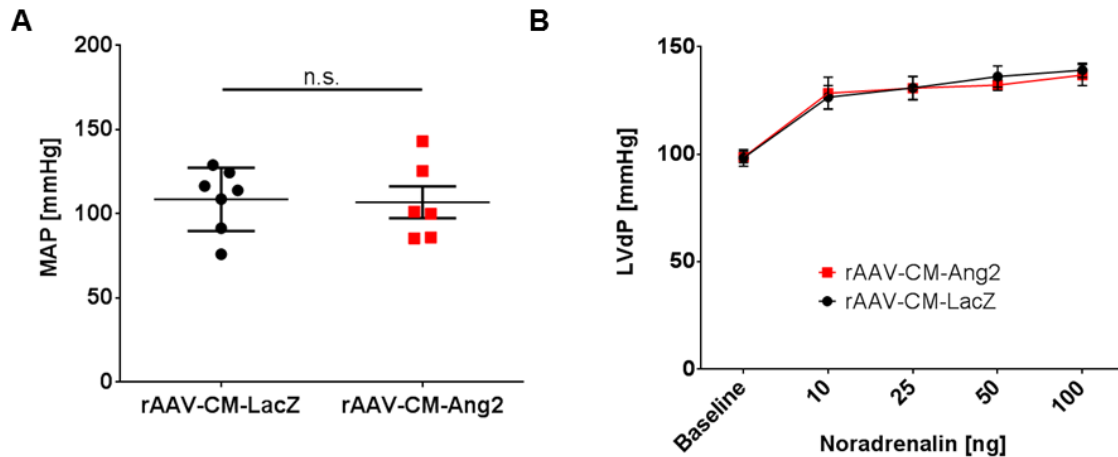 A
MAP [mmHg]
200
150
100
50
0
n.s.
rAAV-CM-LacZ
rAAV-CM-Ang2
B
LVdP [mmHg]
150
100
50
0
rAAV-CM-Ang2
rAAV-CM-LacZ
Baseline
10
25
50
100
Noradrenalin [ng]